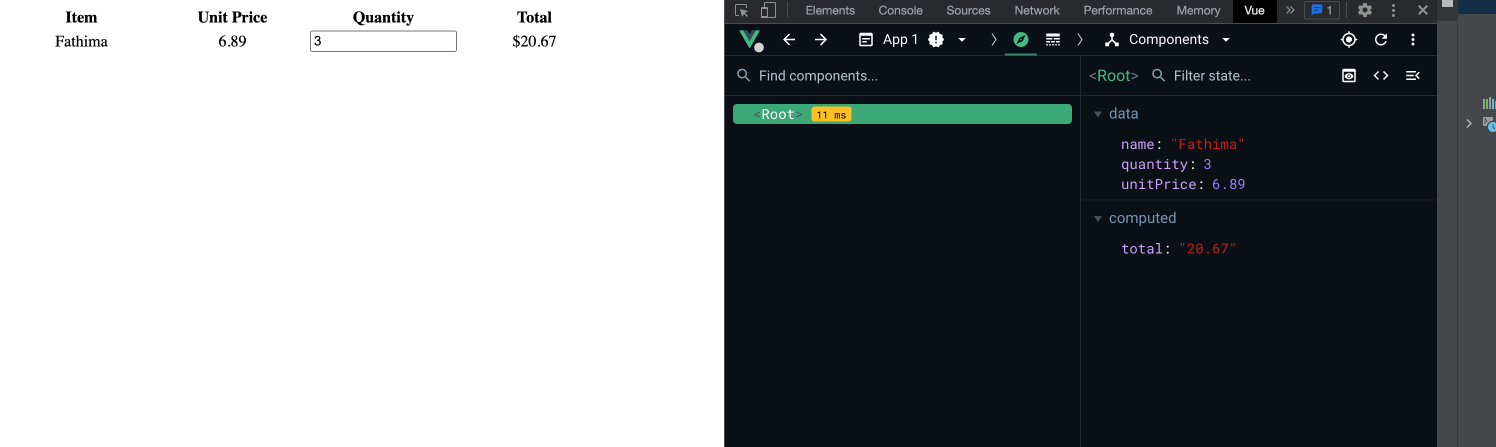 Item Unit Price Quantity Total
Fathima 6.89 3 $20.67
Elements Console Sources Network Performance Memory Vue » 1
App 1 Components
Find components...
<Root> Filter state...
<Root> 11 ms
data
name: "Fathima"
quantity: 3
unitPrice: 6.89
computed
total: "20.67"